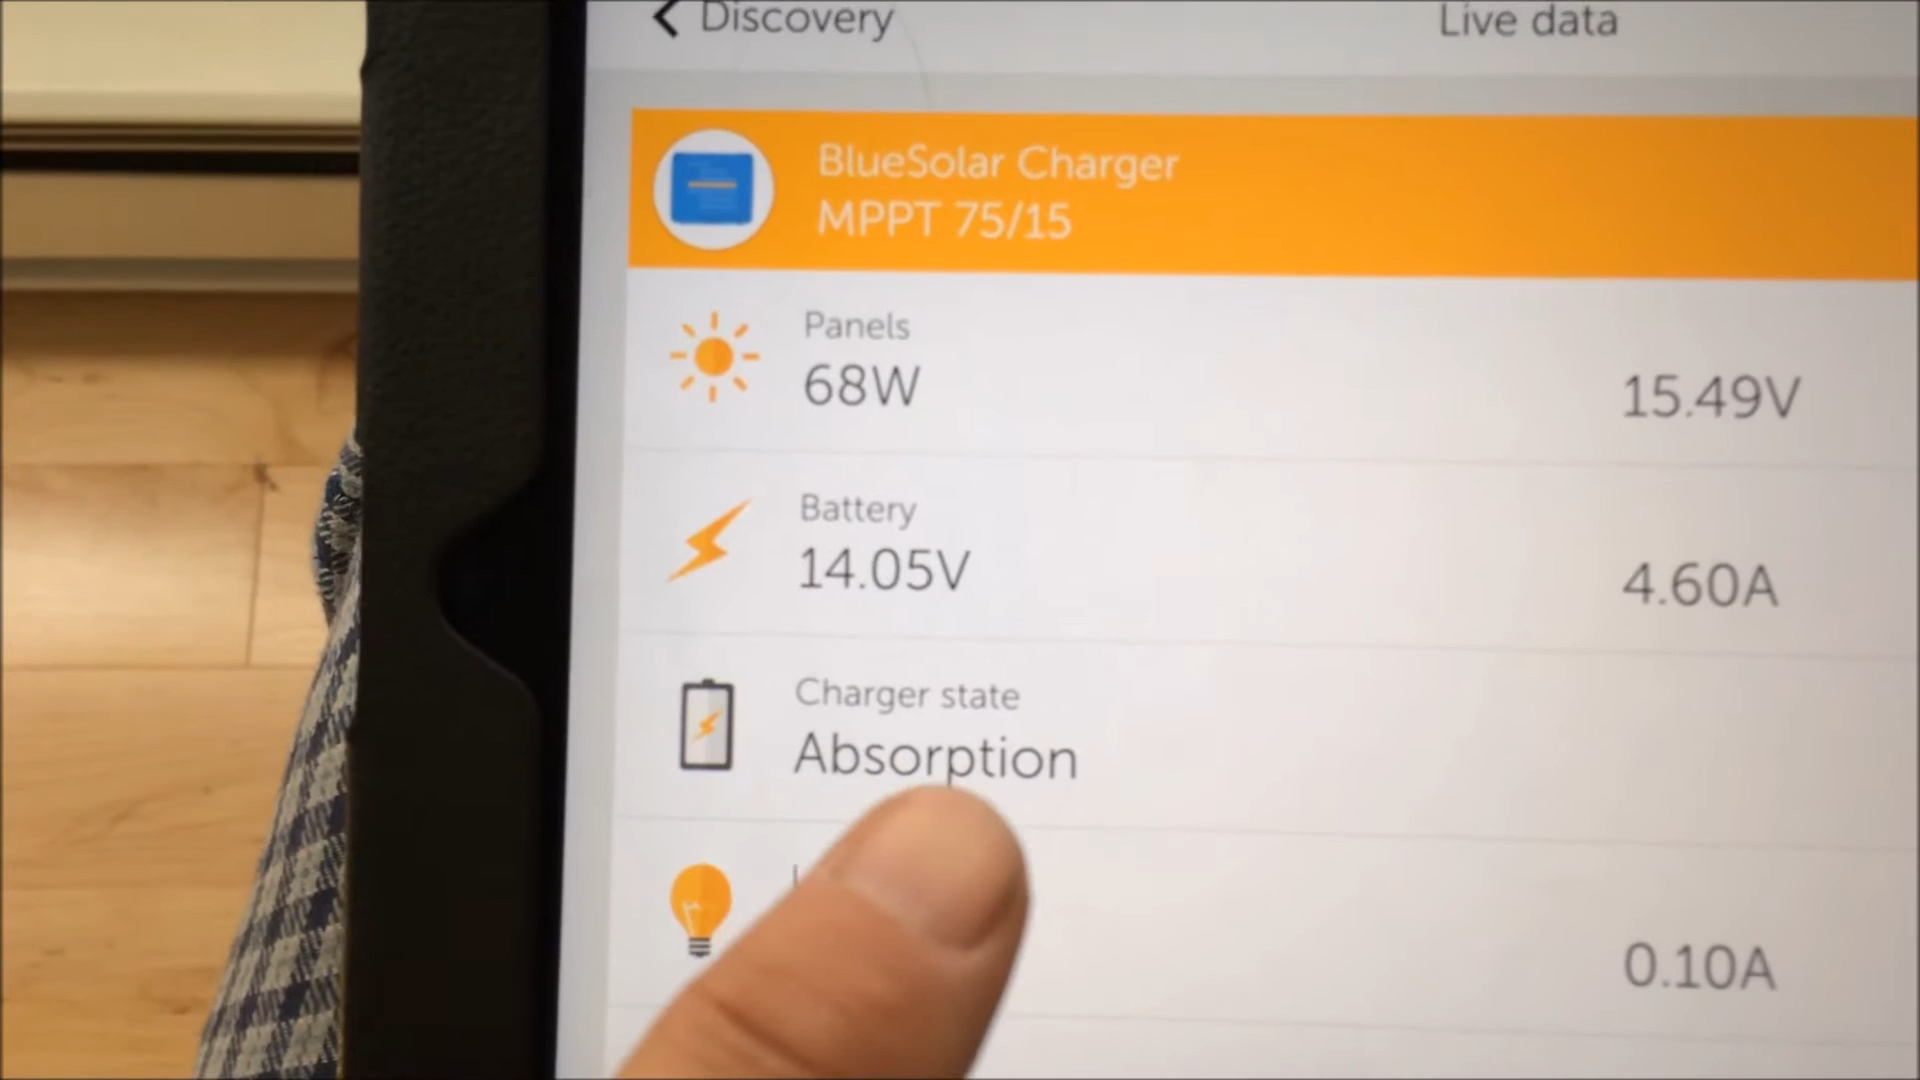 Discovery
Live data
BlueSolar Charger
MPPT 75/15
Panels
68W
15.49V
Battery
14.05V
4.60A
Charger state
Absorption
0.10A